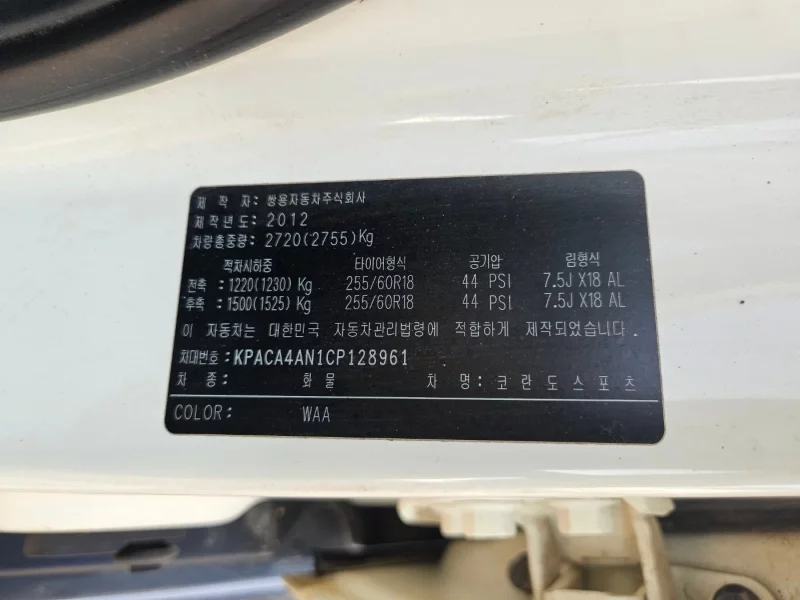 제 작 자: 쌍용자동차주식회사
제작년도: 2012
차량총중량: 2720(2755)Kg
적차시하중 타이어형식 공기압 림형식
전축 1220(1230) Kg 255/60R18 44 PSI 7.5J X18 AL
후축 1500(1525) Kg 255/60R18 44 PSI 7.5J X18 AL
이 자동차는 대한민국 자동차관리법령에 적합하게 제작되었습니다.
차대번호: KPACA4AN1CP128961
차 종: 화 물 차 명: 코 란 도 스 포 츠
COLOR: WAA